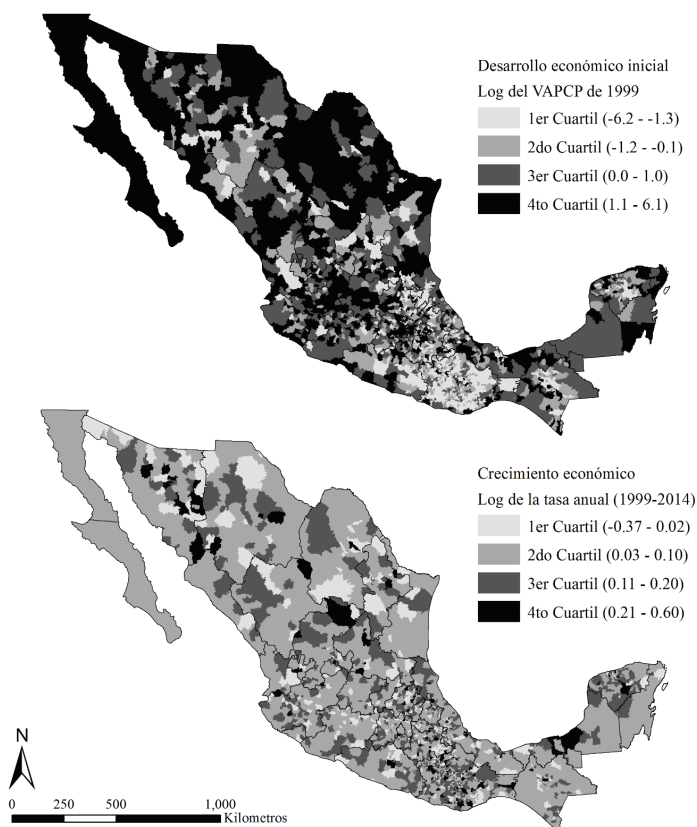 Desarrollo económico inicial
Log del VAPCP de 1999
1er Cuartil (-6.2 - -1.3)
2do Cuartil (-1.2 - -0.1)
3er Cuartil (0.0 - 1.0)
4to Cuartil (1.1 - 6.1)
Crecimiento económico
Log de la tasa anual (1999-2014)
1er Cuartil (-0.37 - 0.02)
2do Cuartil (0.03 - 0.10)
3er Cuartil (0.11 - 0.20)
4to Cuartil (0.21 - 0.60)
N
0 250 500 1,000
Kilometros